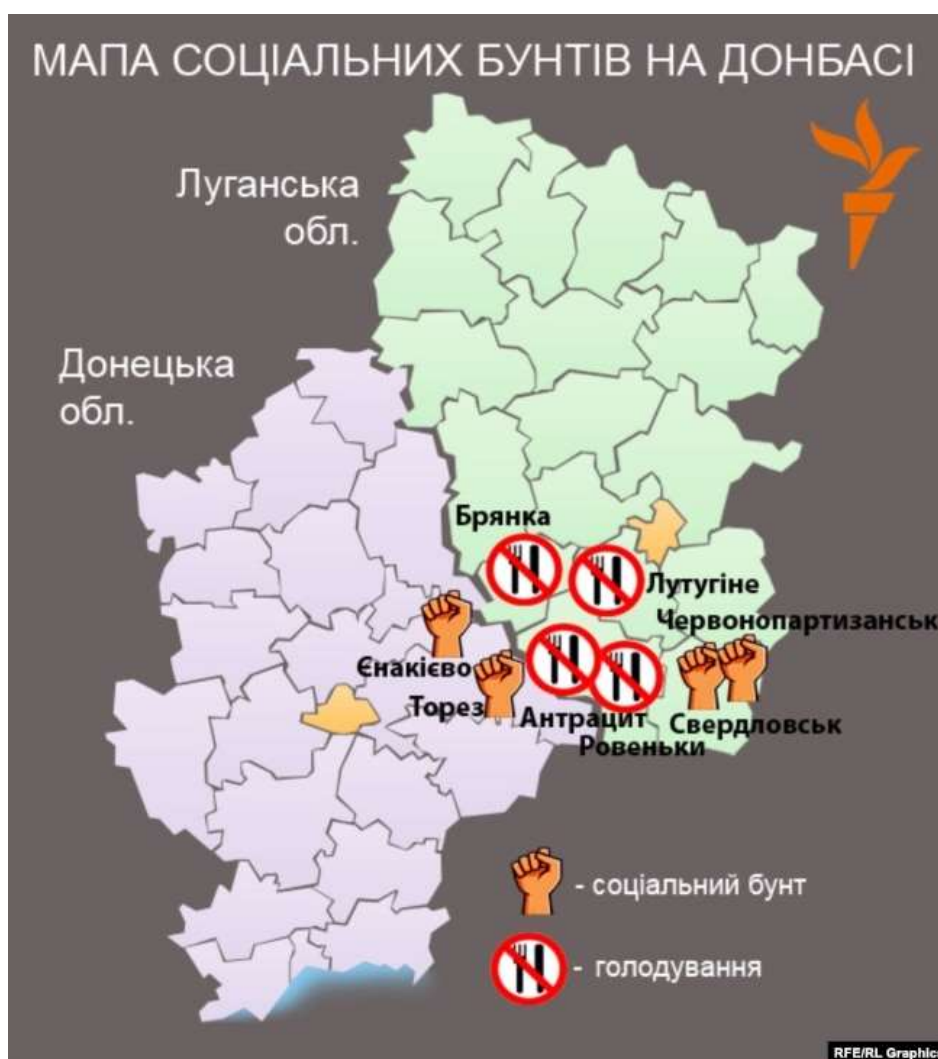 МАПА СОЦІАЛЬНИХ БУНТІВ НА ДОНБАСІ
Луганська
обл.
Донецька
обл.
Брянка
Лутугіне
Червонопартизанськ
Єнакієво
Торез
Антрацит
Свердловськ
Ровеньки
- соціальний бунт
- голодування
RFE/RL Graphic